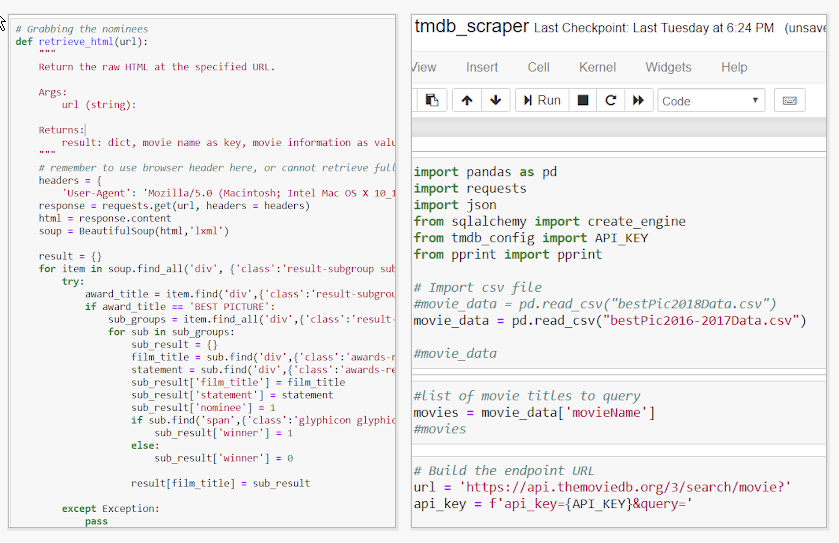 # Grabbing the nominees
def retrieve_html(url):
"""
Return the raw HTML at the specified URL.
Args:
url (string):
Returns:
result: dict, movie name as key, movie information as valu
"""
# remember to use browser header here, or cannot retrieve full
headers = {
'User-Agent': 'Mozilla/5.0 (Macintosh; Intel Mac OS X 10_1
response = requests.get(url, headers = headers)
html = response.content
soup = BeautifulSoup(html,'lxml')
result = {}
for item in soup.find_all('div', {'class':'result-subgroup sub
try:
award_title = item.find('div',{'class':'result-subgrou
if award_title == 'BEST PICTURE':
sub_groups = item.find_all('div',{'class':'result-
for sub in sub_groups:
sub_result = {}
film_title = sub.find('div',{'class':'awards-r
statement = sub.find('div',{'class':'awards-re
sub_result['film_title'] = film_title
sub_result['statement'] = statement
sub_result['nominee'] = 1
if sub.find('span',{'class':'glyphicon glyphic
sub_result['winner'] = 1
else:
sub_result['winner'] = 0
result[film_title] = sub_result
except Exception:
pass
tmdb_scraper Last Checkpoint: Last Tuesday at 6:24 PM (unsave
View Insert Cell Kernel Widgets Help
Run Code
import pandas as pd
import requests
import json
from sqlalchemy import create_engine
from tmdb_config import API_KEY
from pprint import pprint
# Import csv file
#movie_data = pd.read_csv("bestPic2018Data.csv")
movie_data = pd.read_csv("bestPic2016-2017Data.csv")
#movie_data
#list of movie titles to query
movies = movie_data['movieName']
#movies
# Build the endpoint URL
url = 'https://api.themoviedb.org/3/search/movie?'
api_key = f'api_key={API_KEY}&query='